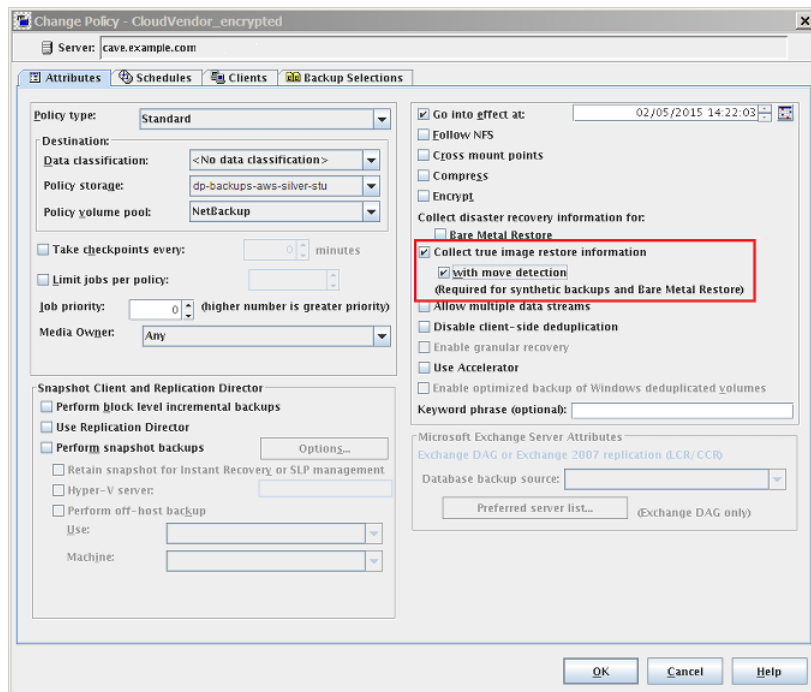 Change Policy - CloudVendor_encrypted
Server: cave.example.com
Attributes Schedules Clients Backup Selections
Policy type: Standard
Destination:
Data classification: <No data classification>
Policy storage: dp-backups-aws-silver-stu
Policy volume pool: NetBackup
Take checkpoints every: 0 minutes
Limit jobs per policy:
Job priority: 0 (higher number is greater priority)
Media Owner: Any
Snapshot Client and Replication Director
Perform block level incremental backups
Use Replication Director
Perform snapshot backups Options...
Retain snapshot for Instant Recovery or SLP management
Hyper-V server:
Perform off-host backup
Use:
Machine:
Go into effect at: 02/05/2015 14:22:03
Follow NFS
Cross mount points
Compress
Encrypt
Collect disaster recovery information for:
Bare Metal Restore
Collect true image restore information
with move detection
(Required for synthetic backups and Bare Metal Restore)
Allow multiple data streams
Disable client-side deduplication
Enable granular recovery
Use Accelerator
Enable optimized backup of Windows deduplicated volumes
Keyword phrase (optional):
Microsoft Exchange Server Attributes
Exchange DAG or Exchange 2007 replication (LCR/CCR)
Database backup source:
Preferred server list... (Exchange DAG only)
OK Cancel Help